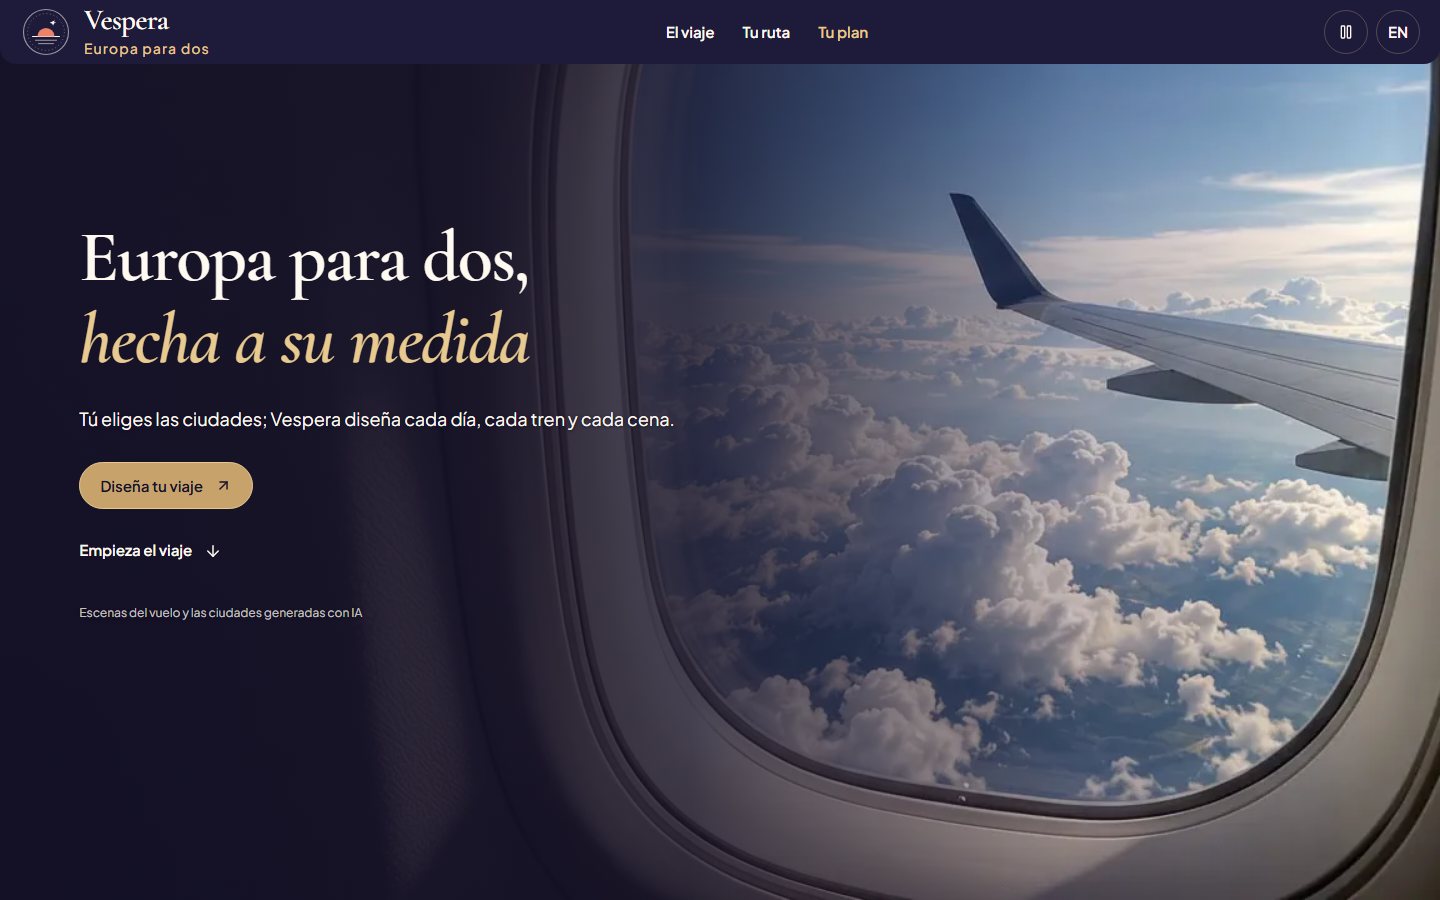 Vespera
Europa para dos
El viaje
Tu ruta
Tu plan
EN
Europa para dos,
hecha a su medida
Tú eliges las ciudades; Vespera diseña cada día, cada tren y cada cena.
Diseña tu viaje
Empieza el viaje
Escenas del vuelo y las ciudades generadas con IA